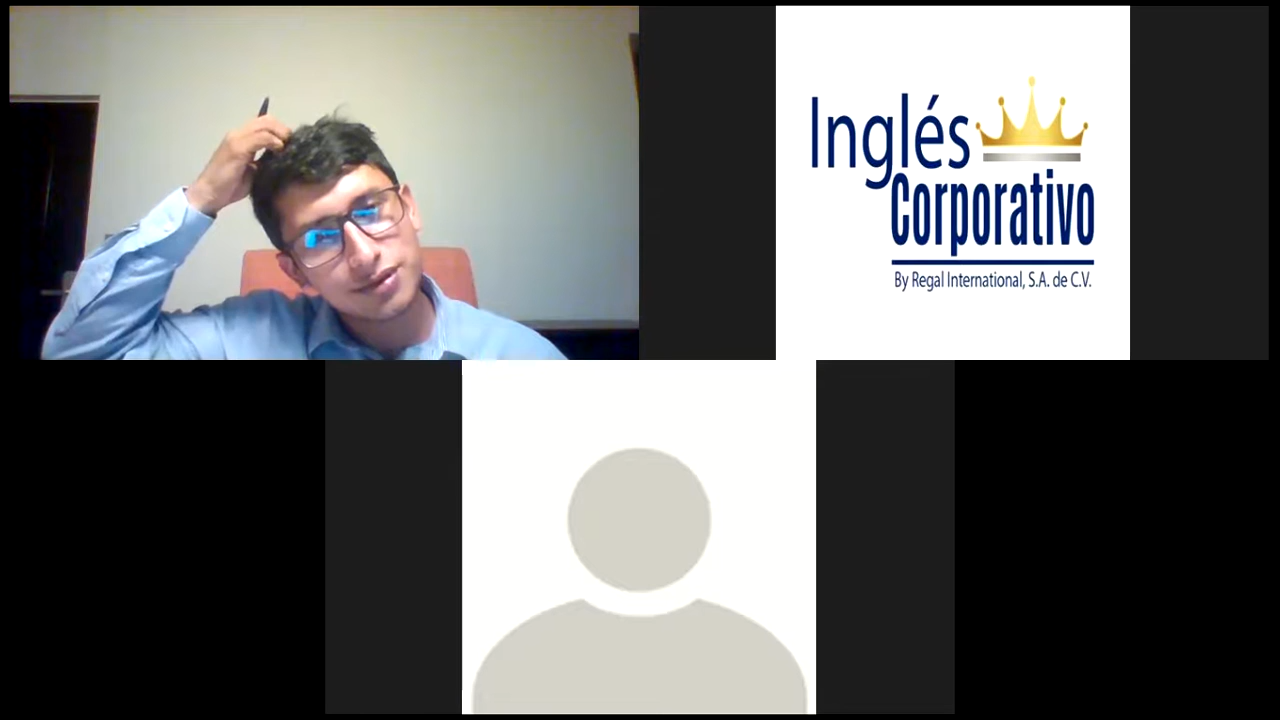 Inglés
Corporativo
By Regal International, S.A. de C.V.